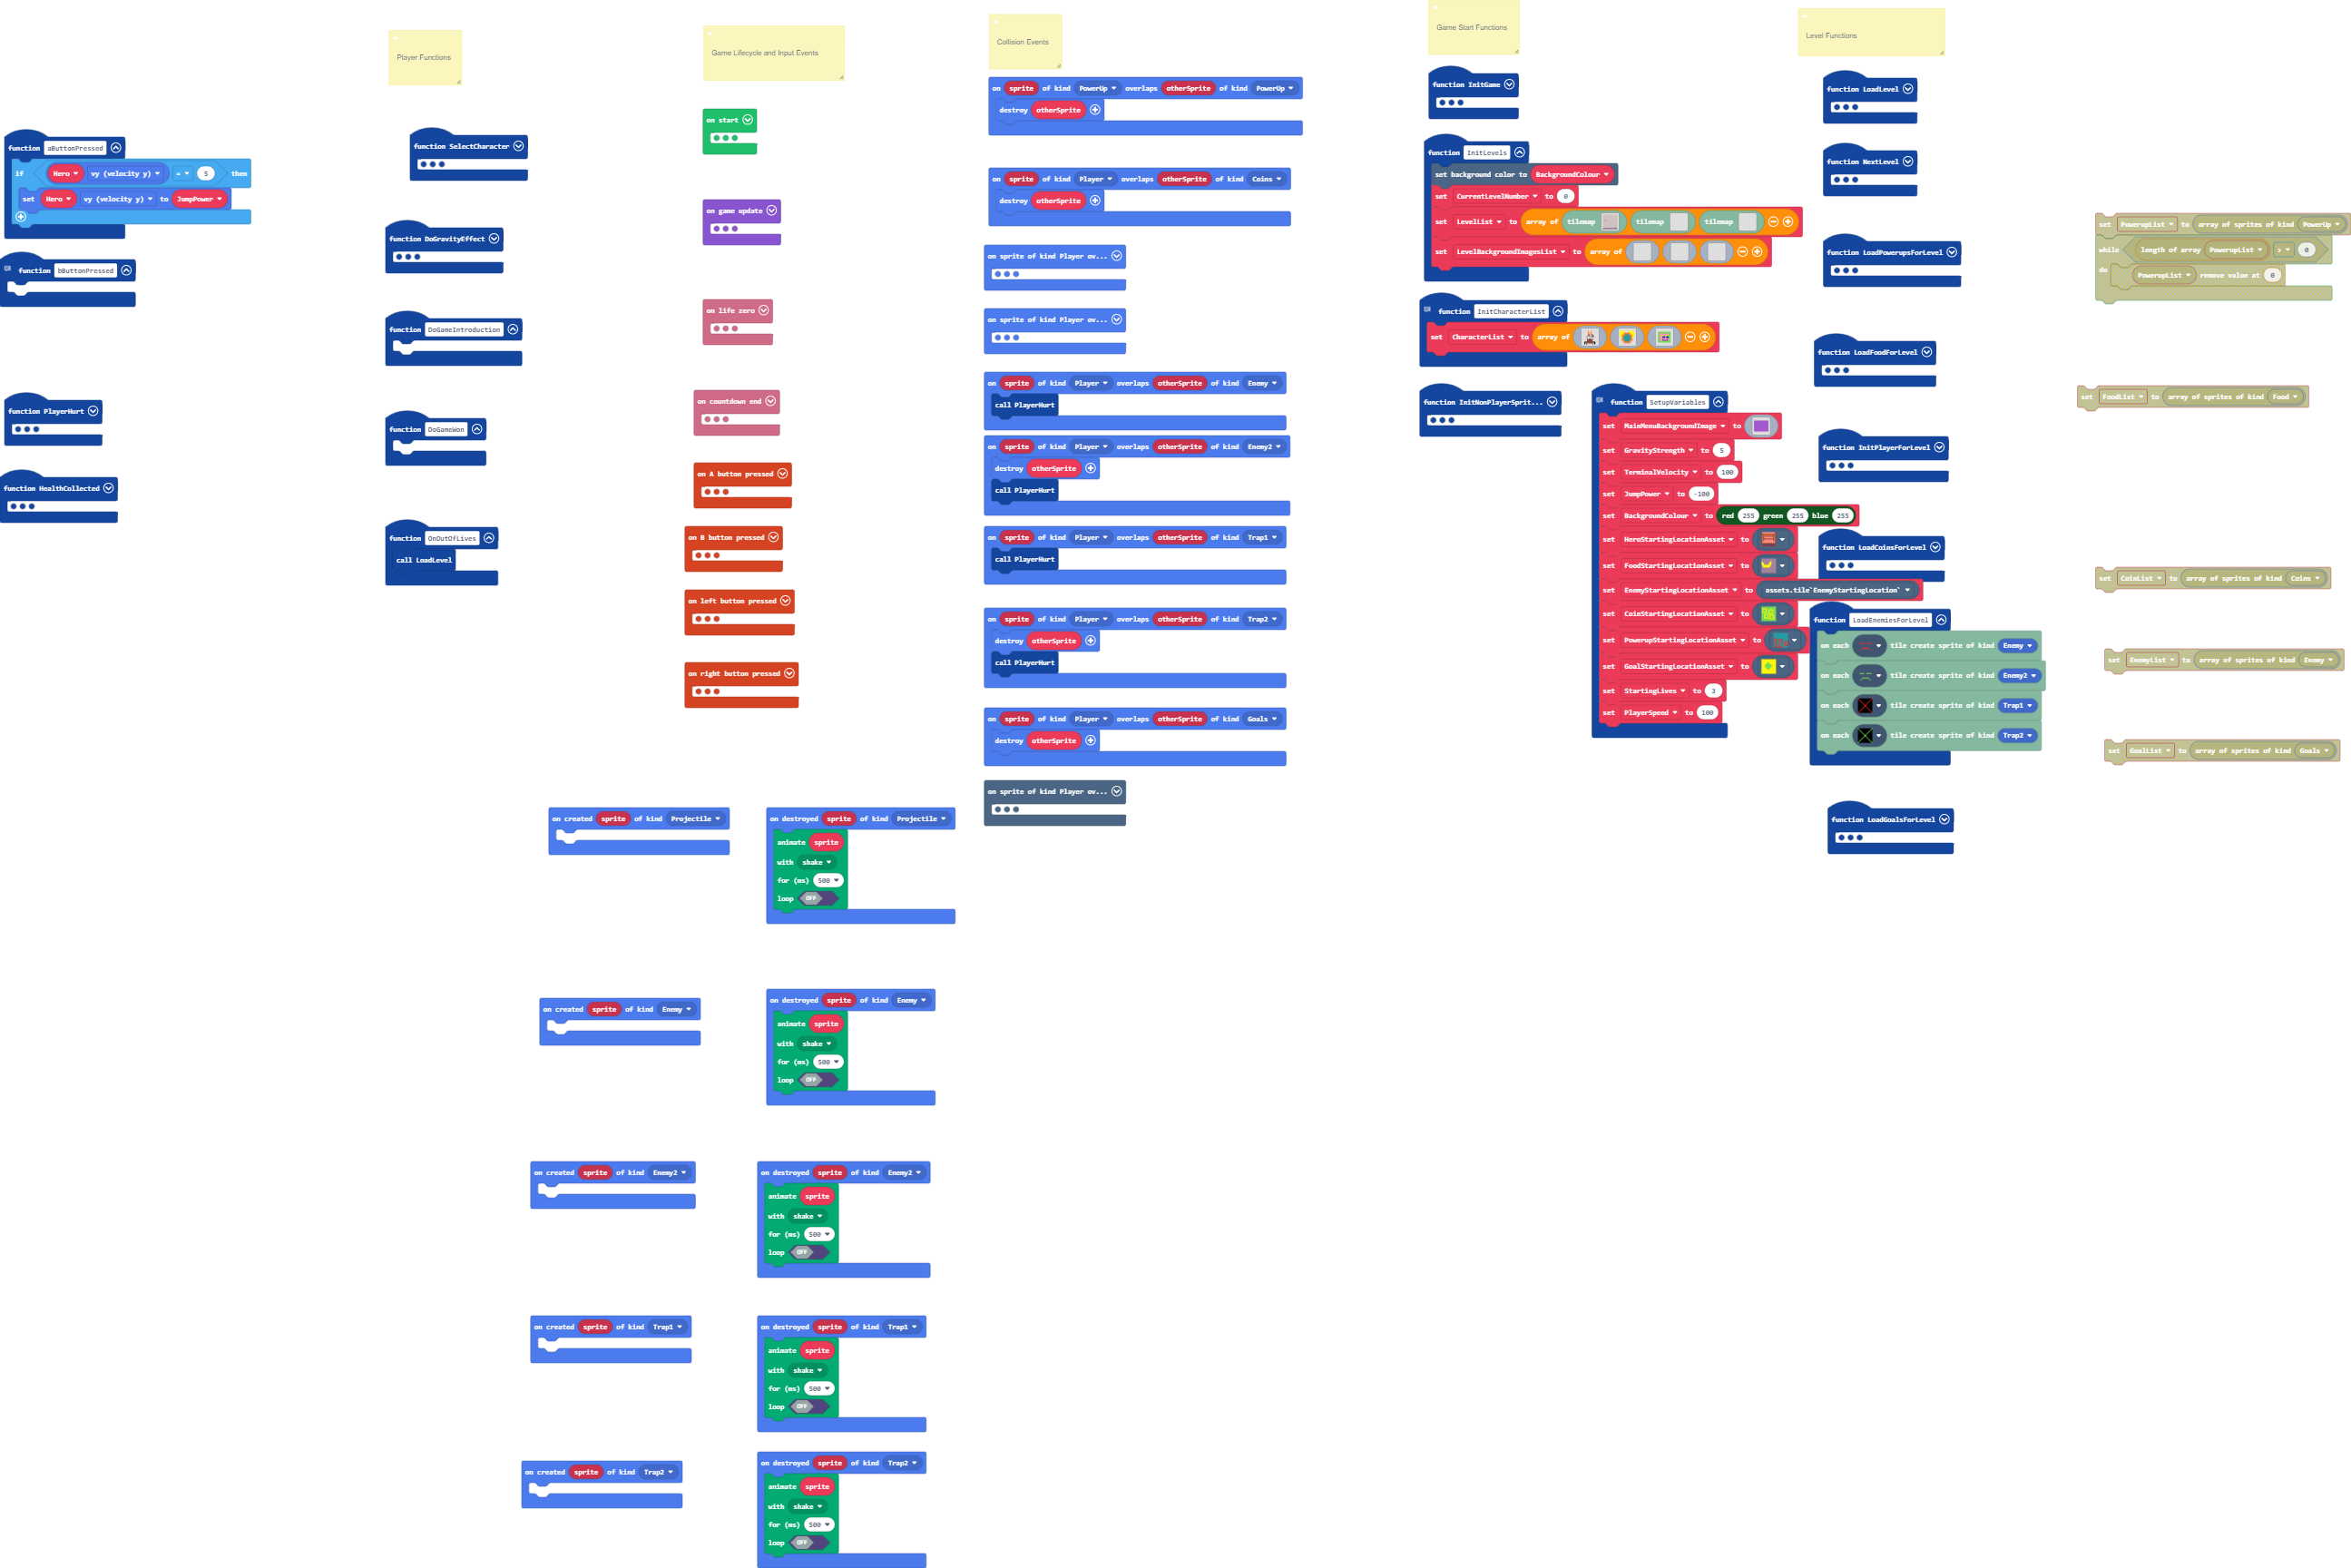 Player Functions
Game Lifecycle and Input Events
Collision Events
Game Start Functions
Level Functions
function aButtonPressed
if Hero vy (velocity y) = 5 then
set Hero vy (velocity y) to JumpPower
function bButtonPressed
function PlayerHurt
function HealthCollected
function SelectCharacter
function DoGravityEffect
function DoGameIntroduction
function DoGameWon
function OnOutOfLives
call LoadLevel
on start
on game update
on life zero
on countdown end
on A button pressed
on B button pressed
on left button pressed
on right button pressed
on sprite of kind PowerUp overlaps otherSprite of kind PowerUp
destroy otherSprite
on sprite of kind Player overlaps otherSprite of kind Coins
destroy otherSprite
on sprite of kind Player ov...
on sprite of kind Player ov...
on sprite of kind Player overlaps otherSprite of kind Enemy
call PlayerHurt
on sprite of kind Player overlaps otherSprite of kind Enemy2
destroy otherSprite
call PlayerHurt
on sprite of kind Player overlaps otherSprite of kind Trap1
call PlayerHurt
on sprite of kind Player overlaps otherSprite of kind Trap2
destroy otherSprite
call PlayerHurt
on sprite of kind Player overlaps otherSprite of kind Goals
destroy otherSprite
on sprite of kind Player ov...
on created sprite of kind Projectile
on destroyed sprite of kind Projectile
animate sprite
with shake
for (ms) 500
loop OFF
on created sprite of kind Enemy
on destroyed sprite of kind Enemy
animate sprite
with shake
for (ms) 500
loop OFF
on created sprite of kind Enemy2
on destroyed sprite of kind Enemy2
animate sprite
with shake
for (ms) 500
loop OFF
on created sprite of kind Trap1
on destroyed sprite of kind Trap1
animate sprite
with shake
for (ms) 500
loop OFF
on created sprite of kind Trap2
on destroyed sprite of kind Trap2
animate sprite
with shake
for (ms) 500
loop OFF
function InitGame
function InitLevels
set background color to BackgroundColour
set CurrentLevelNumber to 0
set LevelList to array of tilemap tilemap tilemap
set LevelBackgroundImagesList to array of
function InitCharacterList
set CharacterList to array of
function InitNonPlayerSprit...
function SetupVariables
set MainMenuBackgroundImage to
set GravityStrength to 5
set TerminalVelocity to 100
set JumpPower to -100
set BackgroundColour to red 255 green 255 blue 255
set HeroStartingLocationAsset to
set FoodStartingLocationAsset to
set EnemyStartingLocationAsset to assets.tile`EnemyStartingLocation`
set CoinStartingLocationAsset to
set PowerupStartingLocationAsset to
set GoalStartingLocationAsset to
set StartingLives to 3
set PlayerSpeed to 100
function LoadLevel
function NextLevel
function LoadPowerupsForLevel
function LoadFoodForLevel
function InitPlayerForLevel
function LoadCoinsForLevel
function LoadEnemiesForLevel
on each tile create sprite of kind Enemy
on each tile create sprite of kind Enemy2
on each tile create sprite of kind Trap1
on each tile create sprite of kind Trap2
function LoadGoalsForLevel
set PowerupList to array of sprites of kind PowerUp
while length of array PowerupList > 0
do PowerupList remove value at 0
set FoodList to array of sprites of kind Food
set CoinList to array of sprites of kind Coins
set EnemyList to array of sprites of kind Enemy
set GoalList to array of sprites of kind Goals